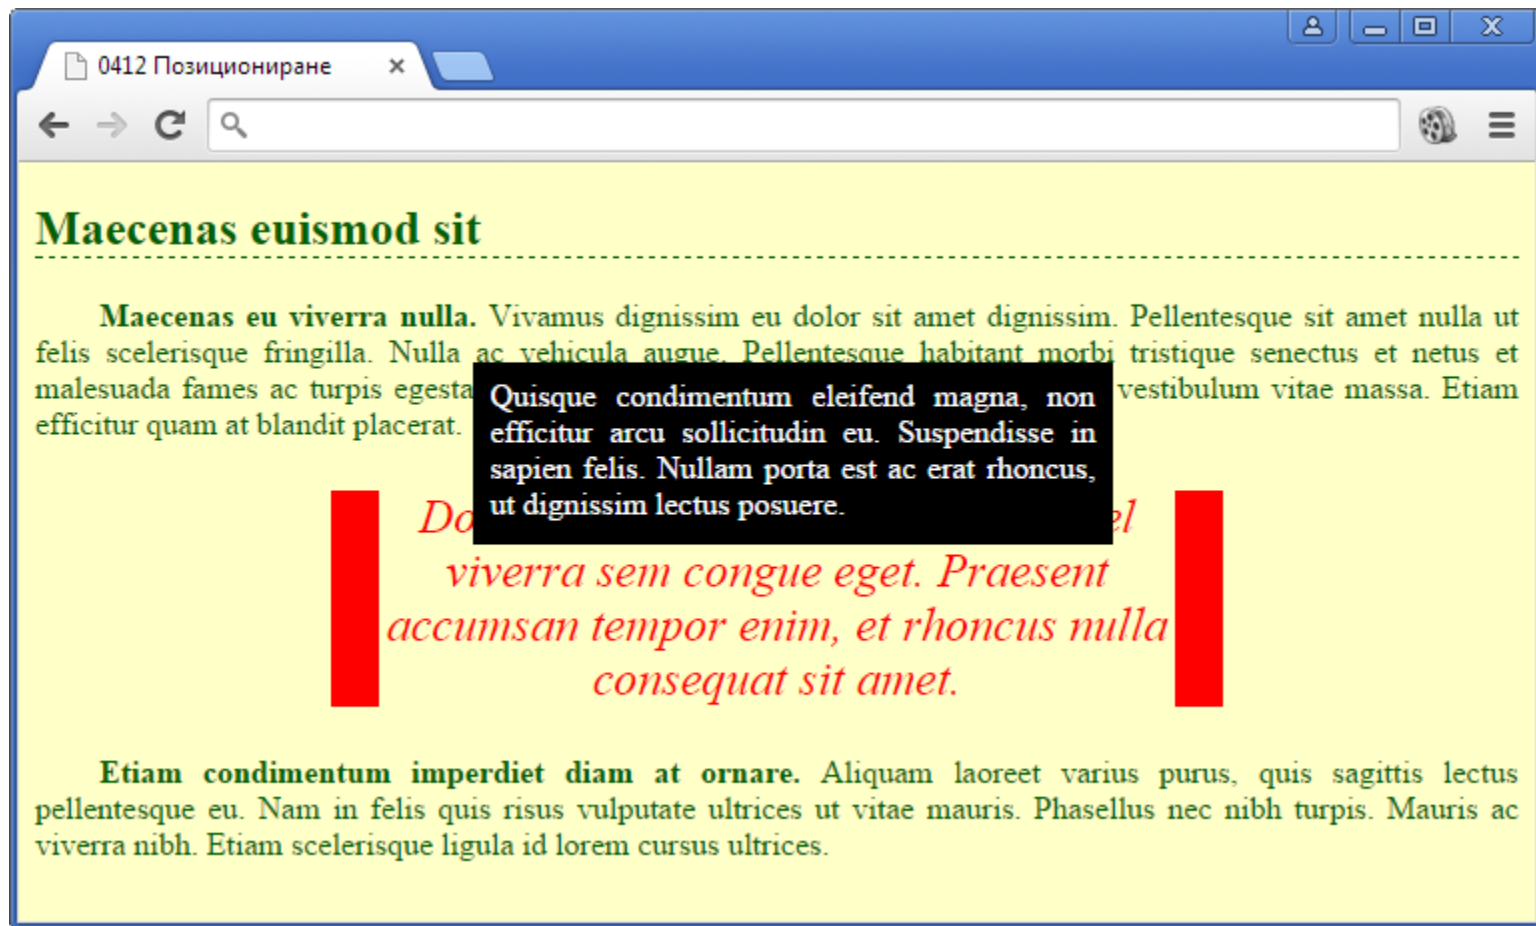 0412 Позициониране
Maecenas euismod sit
Maecenas eu viverra nulla. Vivamus dignissim eu dolor sit amet dignissim. Pellentesque sit amet nulla ut
felis scelerisque fringilla. Nulla ac vehicula augue. Pellentesque habitant morbi tristique senectus et netus et
malesuada fames ac turpis egesta vestibulum vitae massa. Etiam
efficitur quam at blandit placerat.
Quisque condimentum eleifend magna, non
efficitur arcu sollicitudin eu. Suspendisse in
sapien felis. Nullam porta est ac erat rhoncus,
ut dignissim lectus posuere.
viverra sem congue eget. Praesent
accumsan tempor enim, et rhoncus nulla
consequat sit amet.
Etiam condimentum imperdiet diam at ornare. Aliquam laoreet varius purus, quis sagittis lectus
pellentesque eu. Nam in felis quis risus vulputate ultrices ut vitae mauris. Phasellus nec nibh turpis. Mauris ac
viverra nibh. Etiam scelerisque ligula id lorem cursus ultrices.